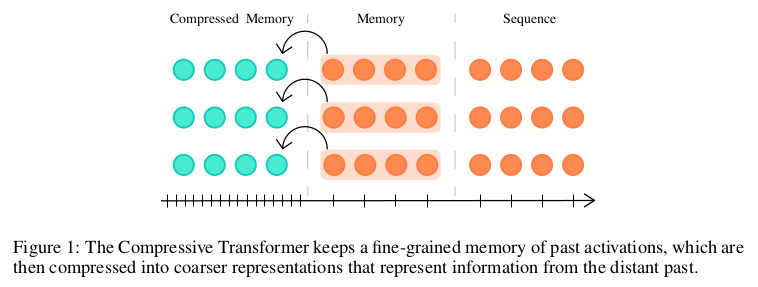 Compressed Memory
Memory
Sequence
Figure 1: The Compressive Transformer keeps a fine-grained memory of past activations, which are
then compressed into coarser representations that represent information from the distant past.